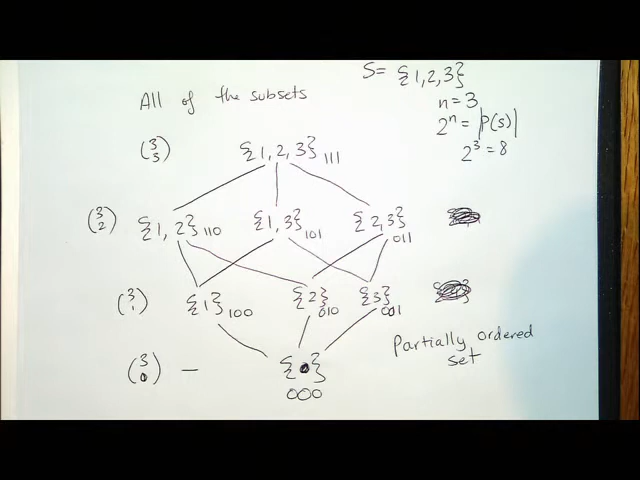 S= {1,2,3}
All of the subsets
n=3
2ⁿ = |P(S)|
2³=8
(3 3) {1,2,3} 111
(3 2) {1,2} 110 {1,3} 101 {2,3} 011
(3 1) {1} 100 {2} 010 {3} 001
Partially ordered
set
(3 0) — { }
000